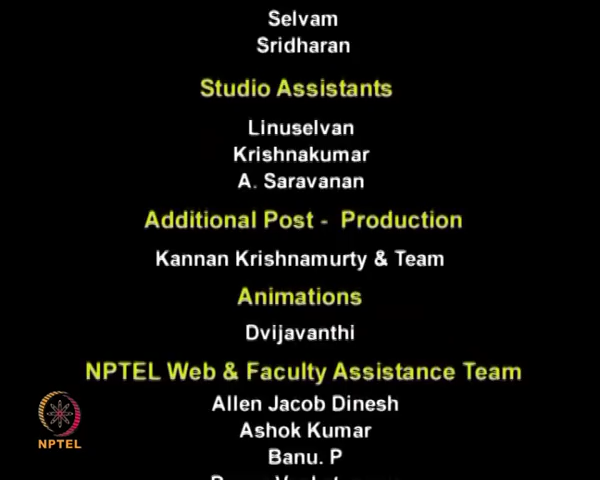 Selvam
Sridharan
Studio Assistants
Linuselvan
Krishnakumar
A. Saravanan
Additional Post - Production
Kannan Krishnamurty & Team
Animations
Dvijavanthi
NPTEL Web & Faculty Assistance Team
Allen Jacob Dinesh
Ashok Kumar
Banu. P
NPTEL